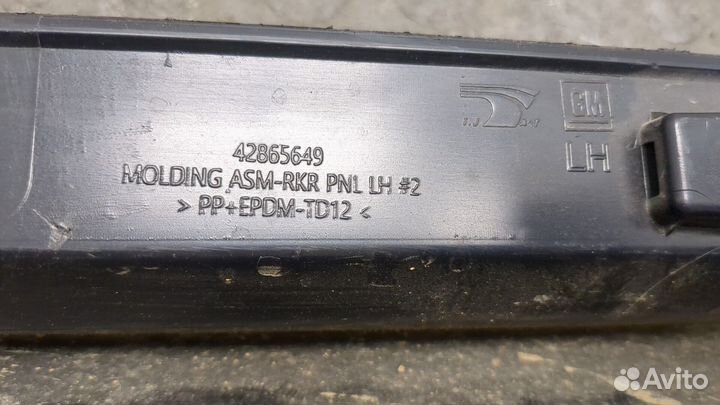 GM
LH
42865649
MOLDING ASM-RKR PNL LH #2
> PP+EPDM-TD12 <
Avito